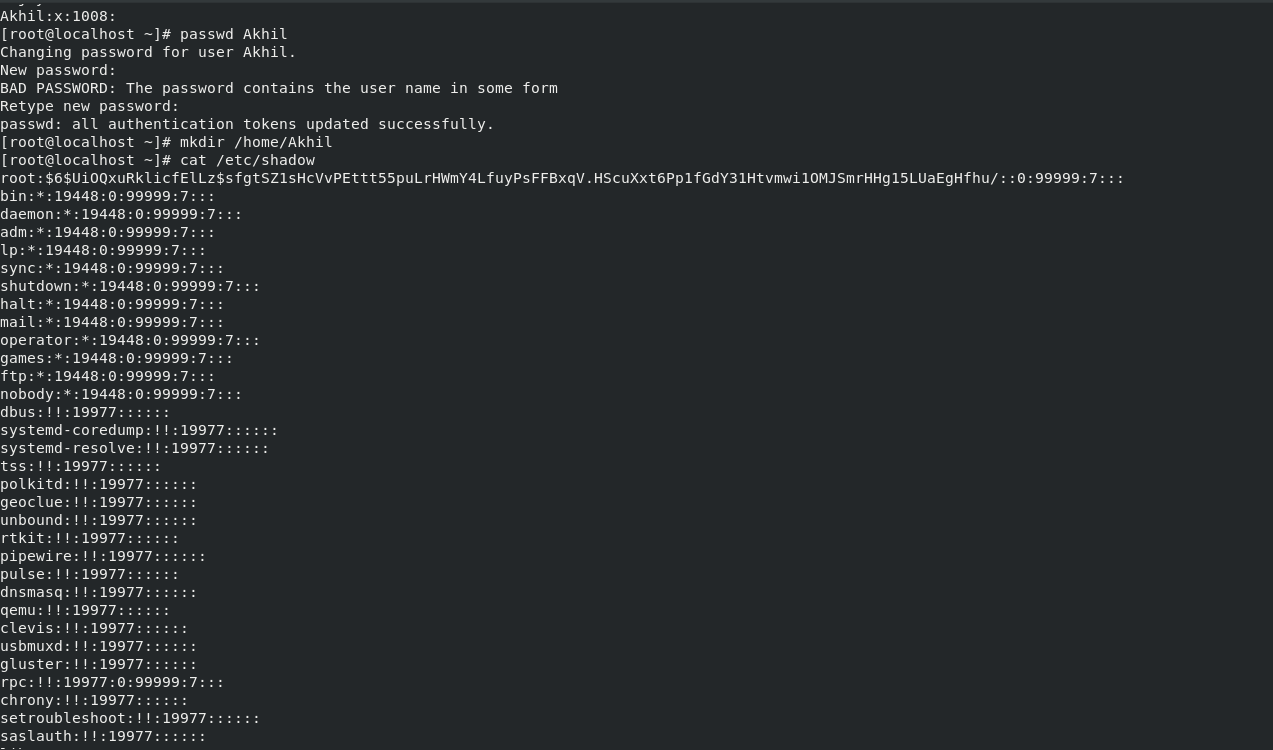 Akhil:x:1008:
[root@localhost ~]# passwd Akhil
Changing password for user Akhil.
New password:
BAD PASSWORD: The password contains the user name in some form
Retype new password:
passwd: all authentication tokens updated successfully.
[root@localhost ~]# mkdir /home/Akhil
[root@localhost ~]# cat /etc/shadow
root:$6$UiOQxuRklicfElLz$sfgtSZ1sHcVvPEttt55puLrHWmY4LfuyPsFFBxqV.HScuXxt6Pp1fGdY31Htvmwi1OMJSmrHHg15LUaEgHfhu/::0:99999:7:::
bin:*:19448:0:99999:7:::
daemon:*:19448:0:99999:7:::
adm:*:19448:0:99999:7:::
lp:*:19448:0:99999:7:::
sync:*:19448:0:99999:7:::
shutdown:*:19448:0:99999:7:::
halt:*:19448:0:99999:7:::
mail:*:19448:0:99999:7:::
operator:*:19448:0:99999:7:::
games:*:19448:0:99999:7:::
ftp:*:19448:0:99999:7:::
nobody:*:19448:0:99999:7:::
dbus:!!:19977::::::
systemd-coredump:!!:19977::::::
systemd-resolve:!!:19977::::::
tss:!!:19977::::::
polkitd:!!:19977::::::
geoclue:!!:19977::::::
unbound:!!:19977::::::
rtkit:!!:19977::::::
pipewire:!!:19977::::::
pulse:!!:19977::::::
dnsmasq:!!:19977::::::
qemu:!!:19977::::::
clevis:!!:19977::::::
usbmuxd:!!:19977::::::
gluster:!!:19977::::::
rpc:!!:19977:0:99999:7:::
chrony:!!:19977::::::
setroubleshoot:!!:19977::::::
saslauth:!!:19977::::::